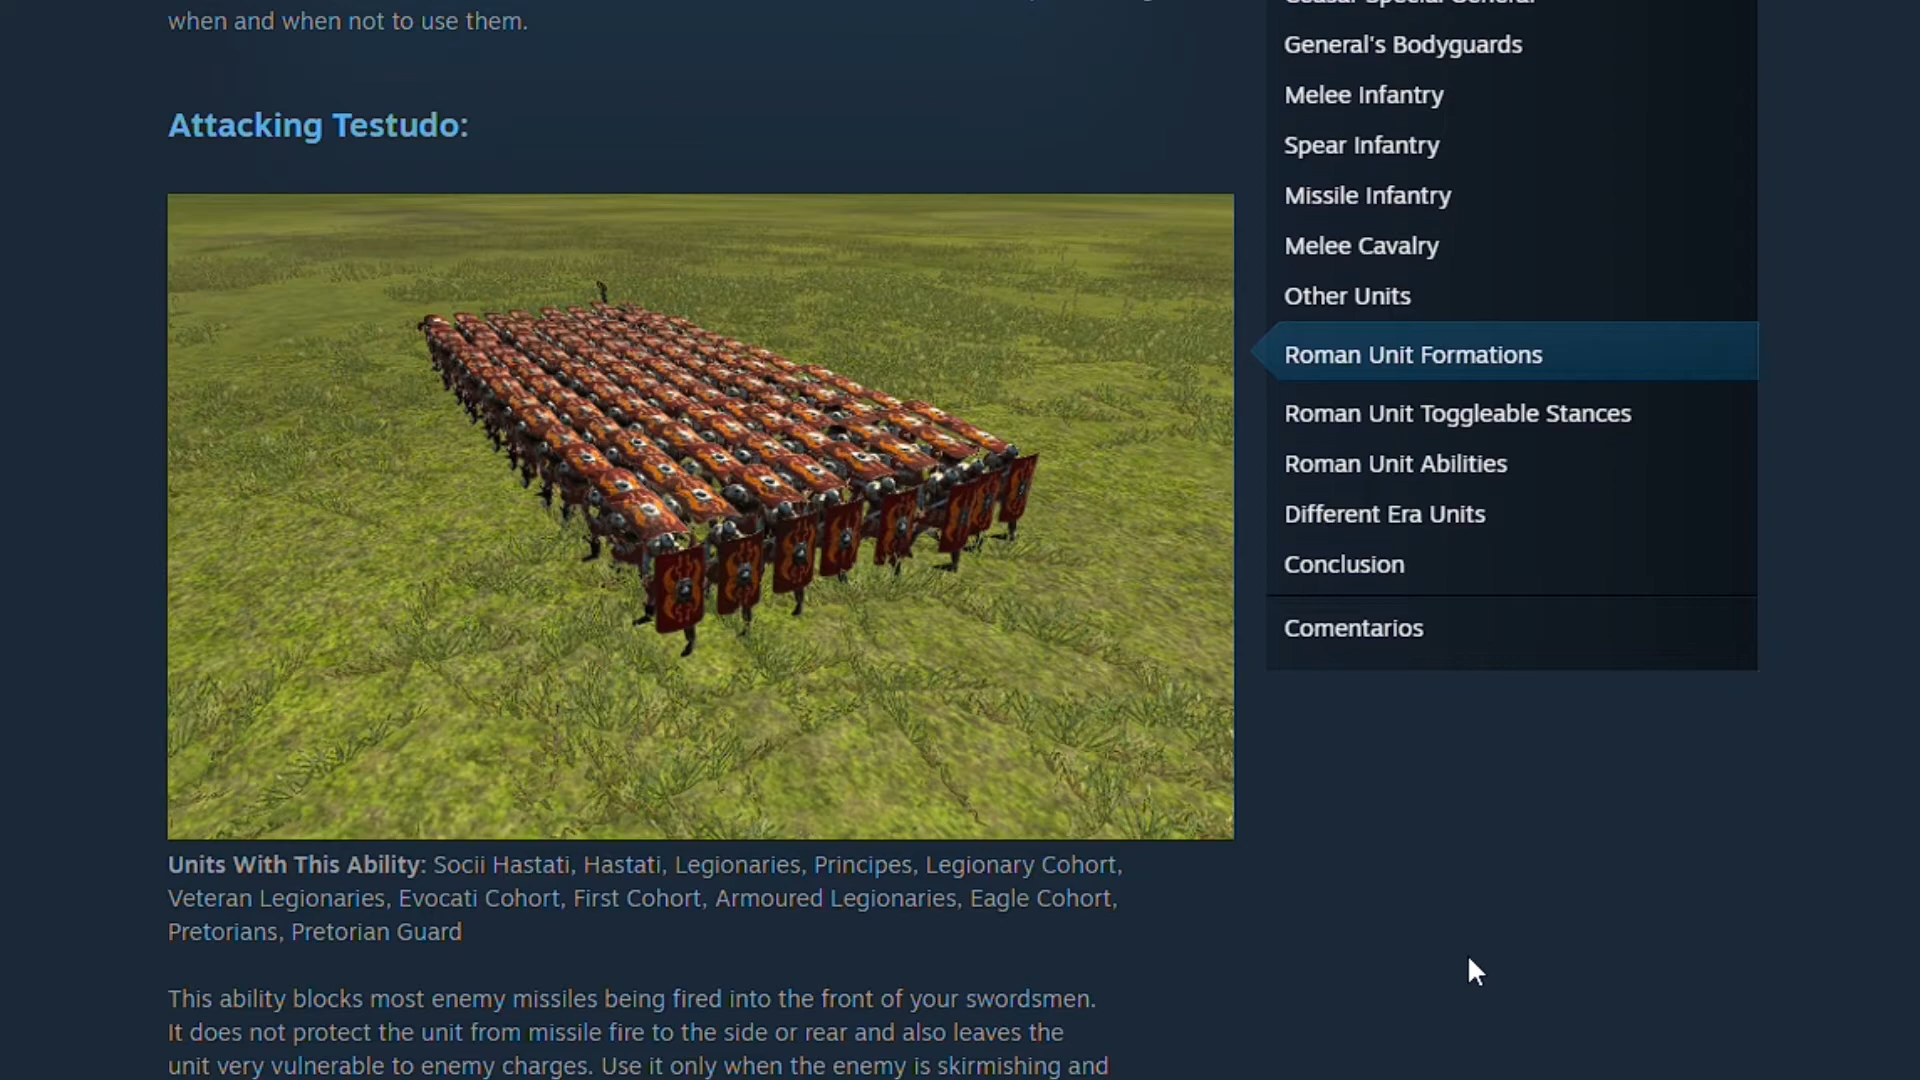 when and when not to use them.
Attacking Testudo:
Units With This Ability: Socii Hastati, Hastati, Legionaries, Principes, Legionary Cohort,
Veteran Legionaries, Evocati Cohort, First Cohort, Armoured Legionaries, Eagle Cohort,
Pretorians, Pretorian Guard
This ability blocks most enemy missiles being fired into the front of your swordsmen.
It does not protect the unit from missile fire to the side or rear and also leaves the
unit very vulnerable to enemy charges. Use it only when the enemy is skirmishing and
General's Bodyguards
Melee Infantry
Spear Infantry
Missile Infantry
Melee Cavalry
Other Units
Roman Unit Formations
Roman Unit Toggleable Stances
Roman Unit Abilities
Different Era Units
Conclusion
Comentarios